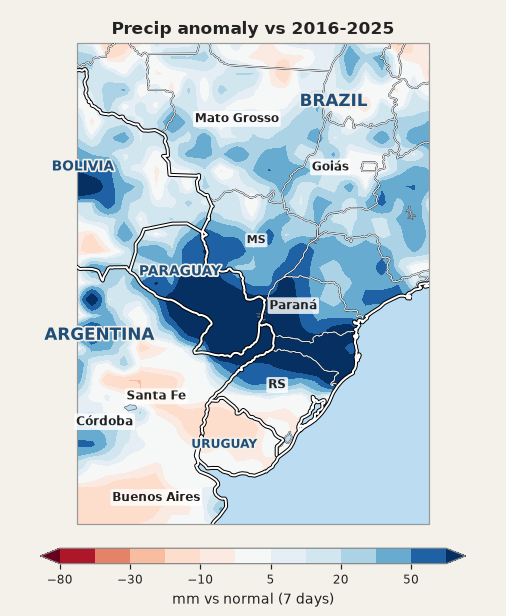 Precip anomaly vs 2016-2025
BRAZIL
Mato Grosso
BOLIVIA
Goiás
MS
PARAGUAY
Paraná
ARGENTINA
RS
Santa Fe
Córdoba
URUGUAY
Buenos Aires
−80 −30 −10 5 20 50
mm vs normal (7 days)